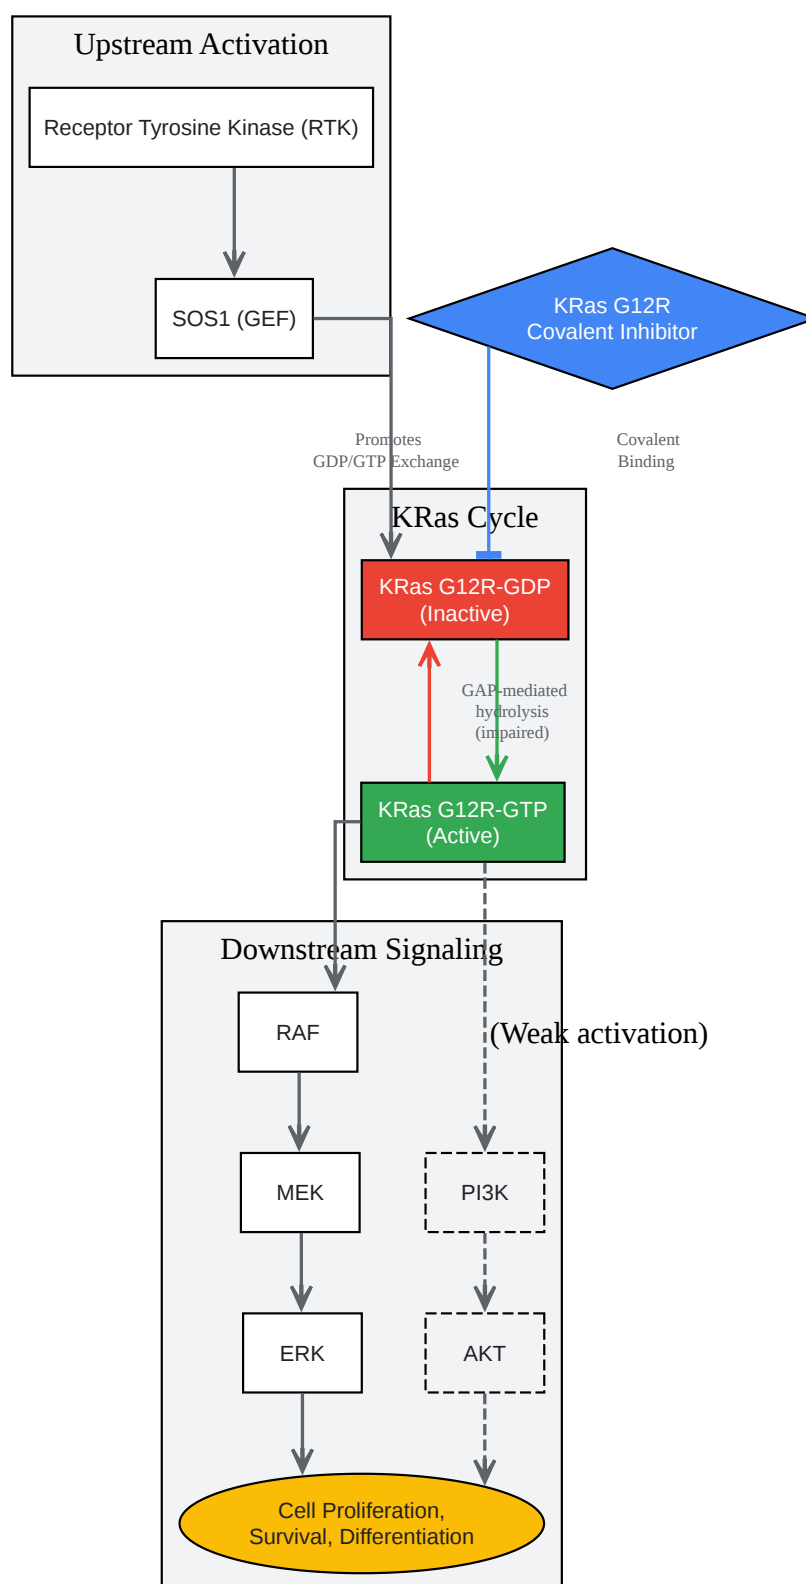 Upstream Activation
Receptor Tyrosine Kinase (RTK)
SOS1 (GEF)
KRas G12R
Covalent Inhibitor
Promotes
GDP/GTP Exchange
Covalent
Binding
KRas Cycle
KRas G12R-GDP
(Inactive)
GAP-mediated
hydrolysis
(impaired)
KRas G12R-GTP
(Active)
Downstream Signaling
RAF
(Weak activation)
MEK
PI3K
ERK
AKT
Cell Proliferation,
Survival, Differentiation